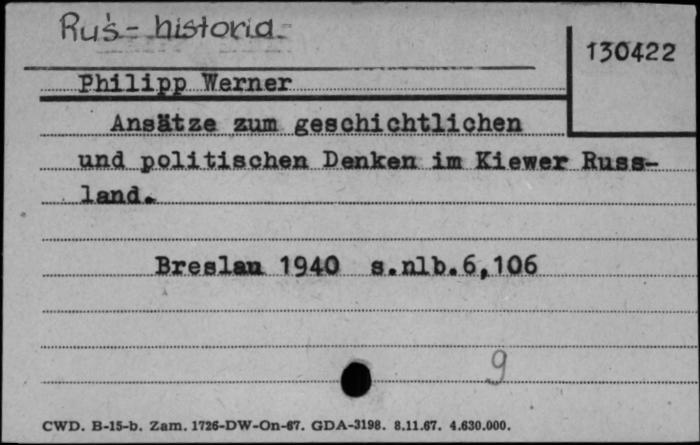 Ruś - historia -
130422
Philipp Werner
Ansätze zum geschichtlichen
und politischen Denken im Kiewer Russ-
land.
Breslau 1940 s.nlb.6,106
9
CWD. B-15-b. Zam. 1726-DW-On-67. GDA-3198. 8.11.67. 4.630.000.